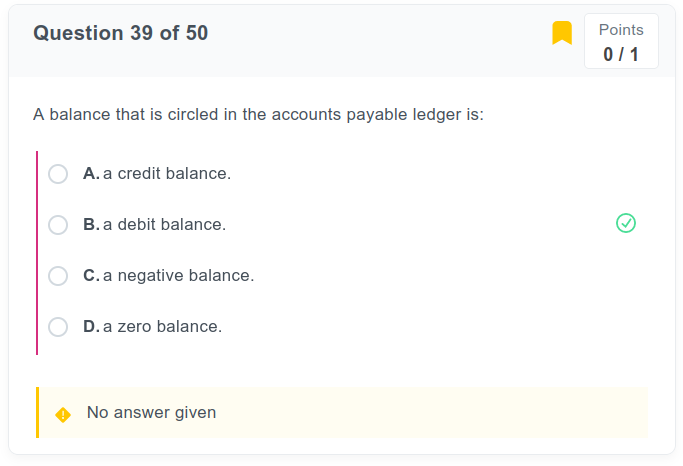 Question 39 of 50
Points
0 / 1
A balance that is circled in the accounts payable ledger is:
A. a credit balance.
B. a debit balance.
C. a negative balance.
D. a zero balance.
No answer given